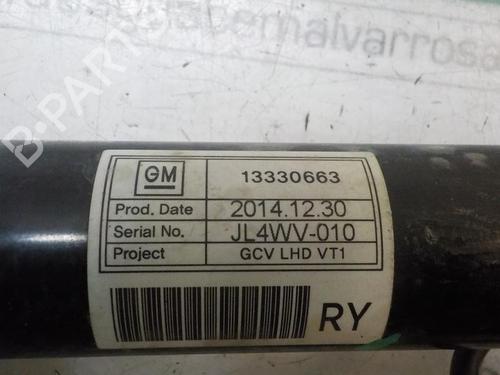 GM 13330663
Prod. Date 2014.12.30
Serial No. JL4WV-010
Project GCV LHD VT1
RY